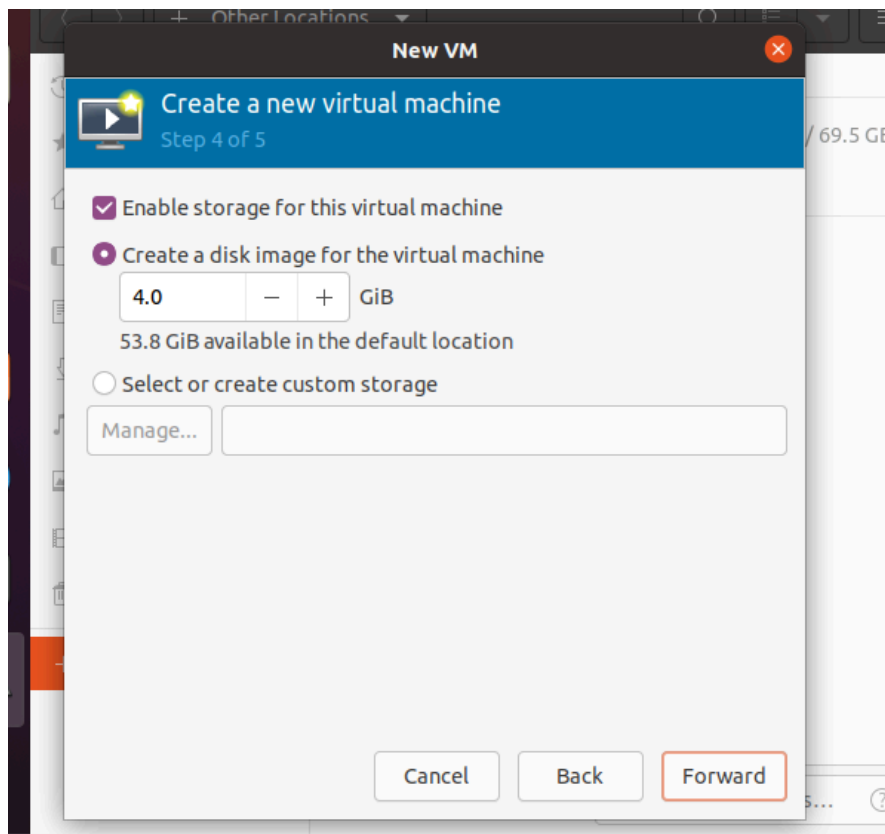 Other Locations
New VM
Create a new virtual machine
Step 4 of 5
/ 69.5 GB
Enable storage for this virtual machine
Create a disk image for the virtual machine
4.0 − + GiB
53.8 GiB available in the default location
Select or create custom storage
Manage...
Cancel Back Forward